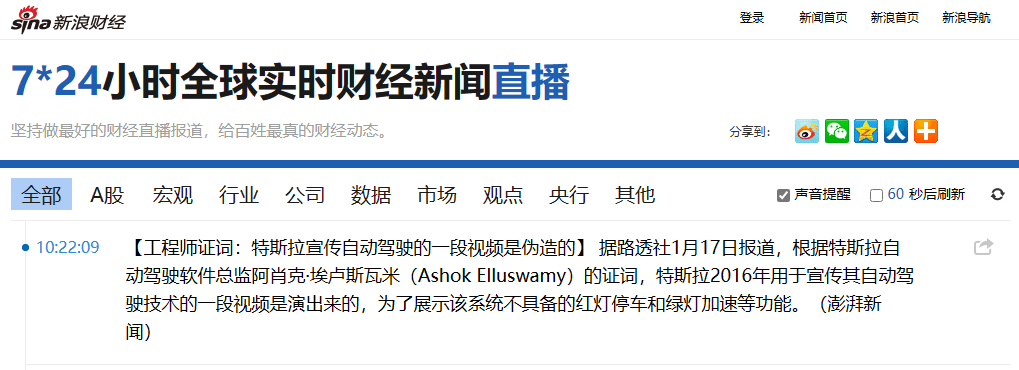 sina新浪财经
登录 新闻首页 新浪首页 新浪导航
7*24小时全球实时财经新闻直播
坚持做最好的财经直播报道，给百姓最真的财经动态。
分享到：
全部 A股 宏观 行业 公司 数据 市场 观点 央行 其他
声音提醒 60 秒后刷新
10:22:09 【工程师证词：特斯拉宣传自动驾驶的一段视频是伪造的】 据路透社1月17日报道，根据特斯拉自
动驾驶软件总监阿肖克·埃卢斯瓦米（Ashok Elluswamy）的证词，特斯拉2016年用于宣传其自动驾
驶技术的一段视频是演出来的，为了展示该系统不具备的红灯停车和绿灯加速等功能。（澎湃新
闻）